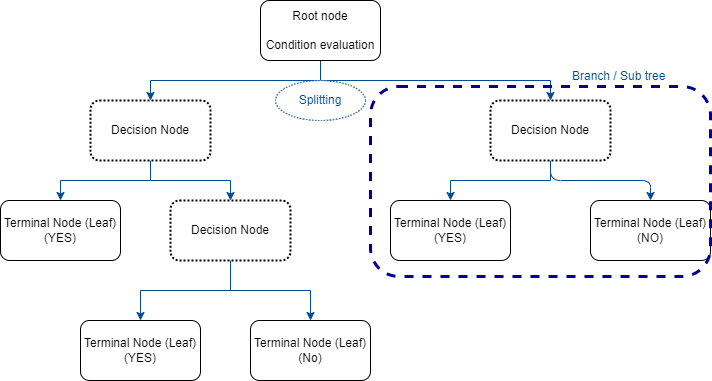 Root node
Condition evaluation
Branch / Sub tree
Splitting
Decision Node
Decision Node
Terminal Node (Leaf)
(YES)
Decision Node
Terminal Node (Leaf)
(YES)
Terminal Node (Leaf)
(NO)
Terminal Node (Leaf)
(YES)
Terminal Node (Leaf)
(No)